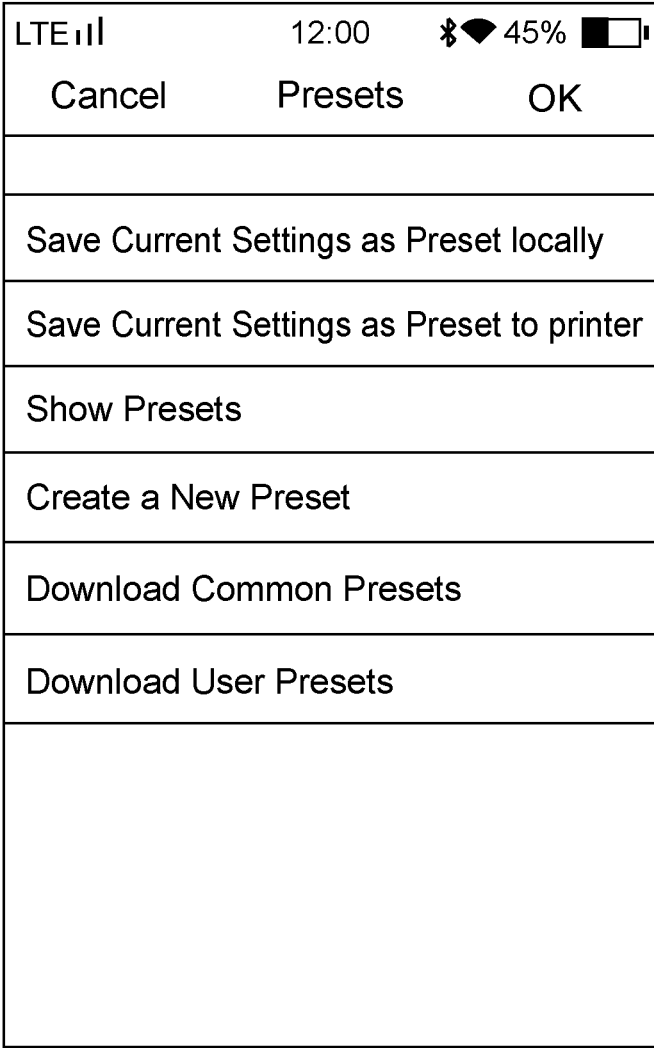 LTE 12:00 45%
Cancel Presets OK
Save Current Settings as Preset locally
Save Current Settings as Preset to printer
Show Presets
Create a New Preset
Download Common Presets
Download User Presets